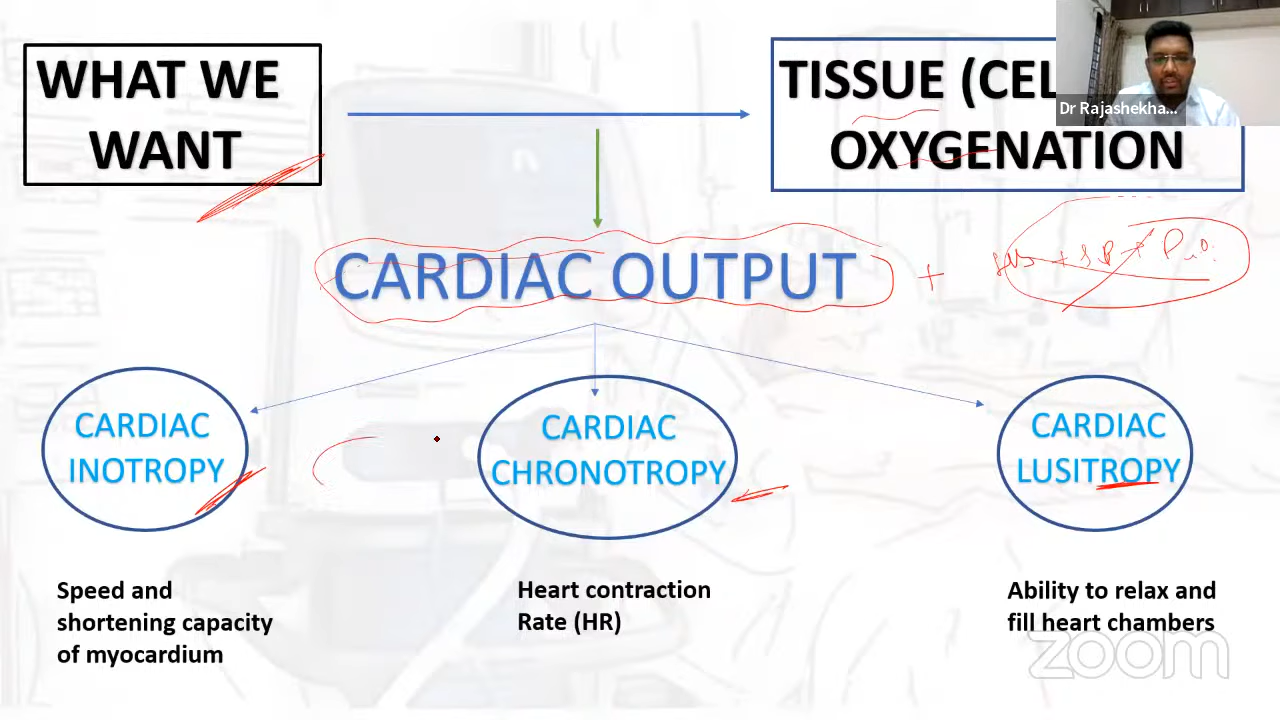 WHAT WE
WANT
TISSUE (CEL
OXYGENATION
Dr Rajashekha...
CARDIAC OUTPUT
+
CARDIAC
INOTROPY
CARDIAC
CHRONOTROPY
CARDIAC
LUSITROPY
Speed and
shortening capacity
of myocardium
Heart contraction
Rate (HR)
Ability to relax and
fill heart chambers
zoom